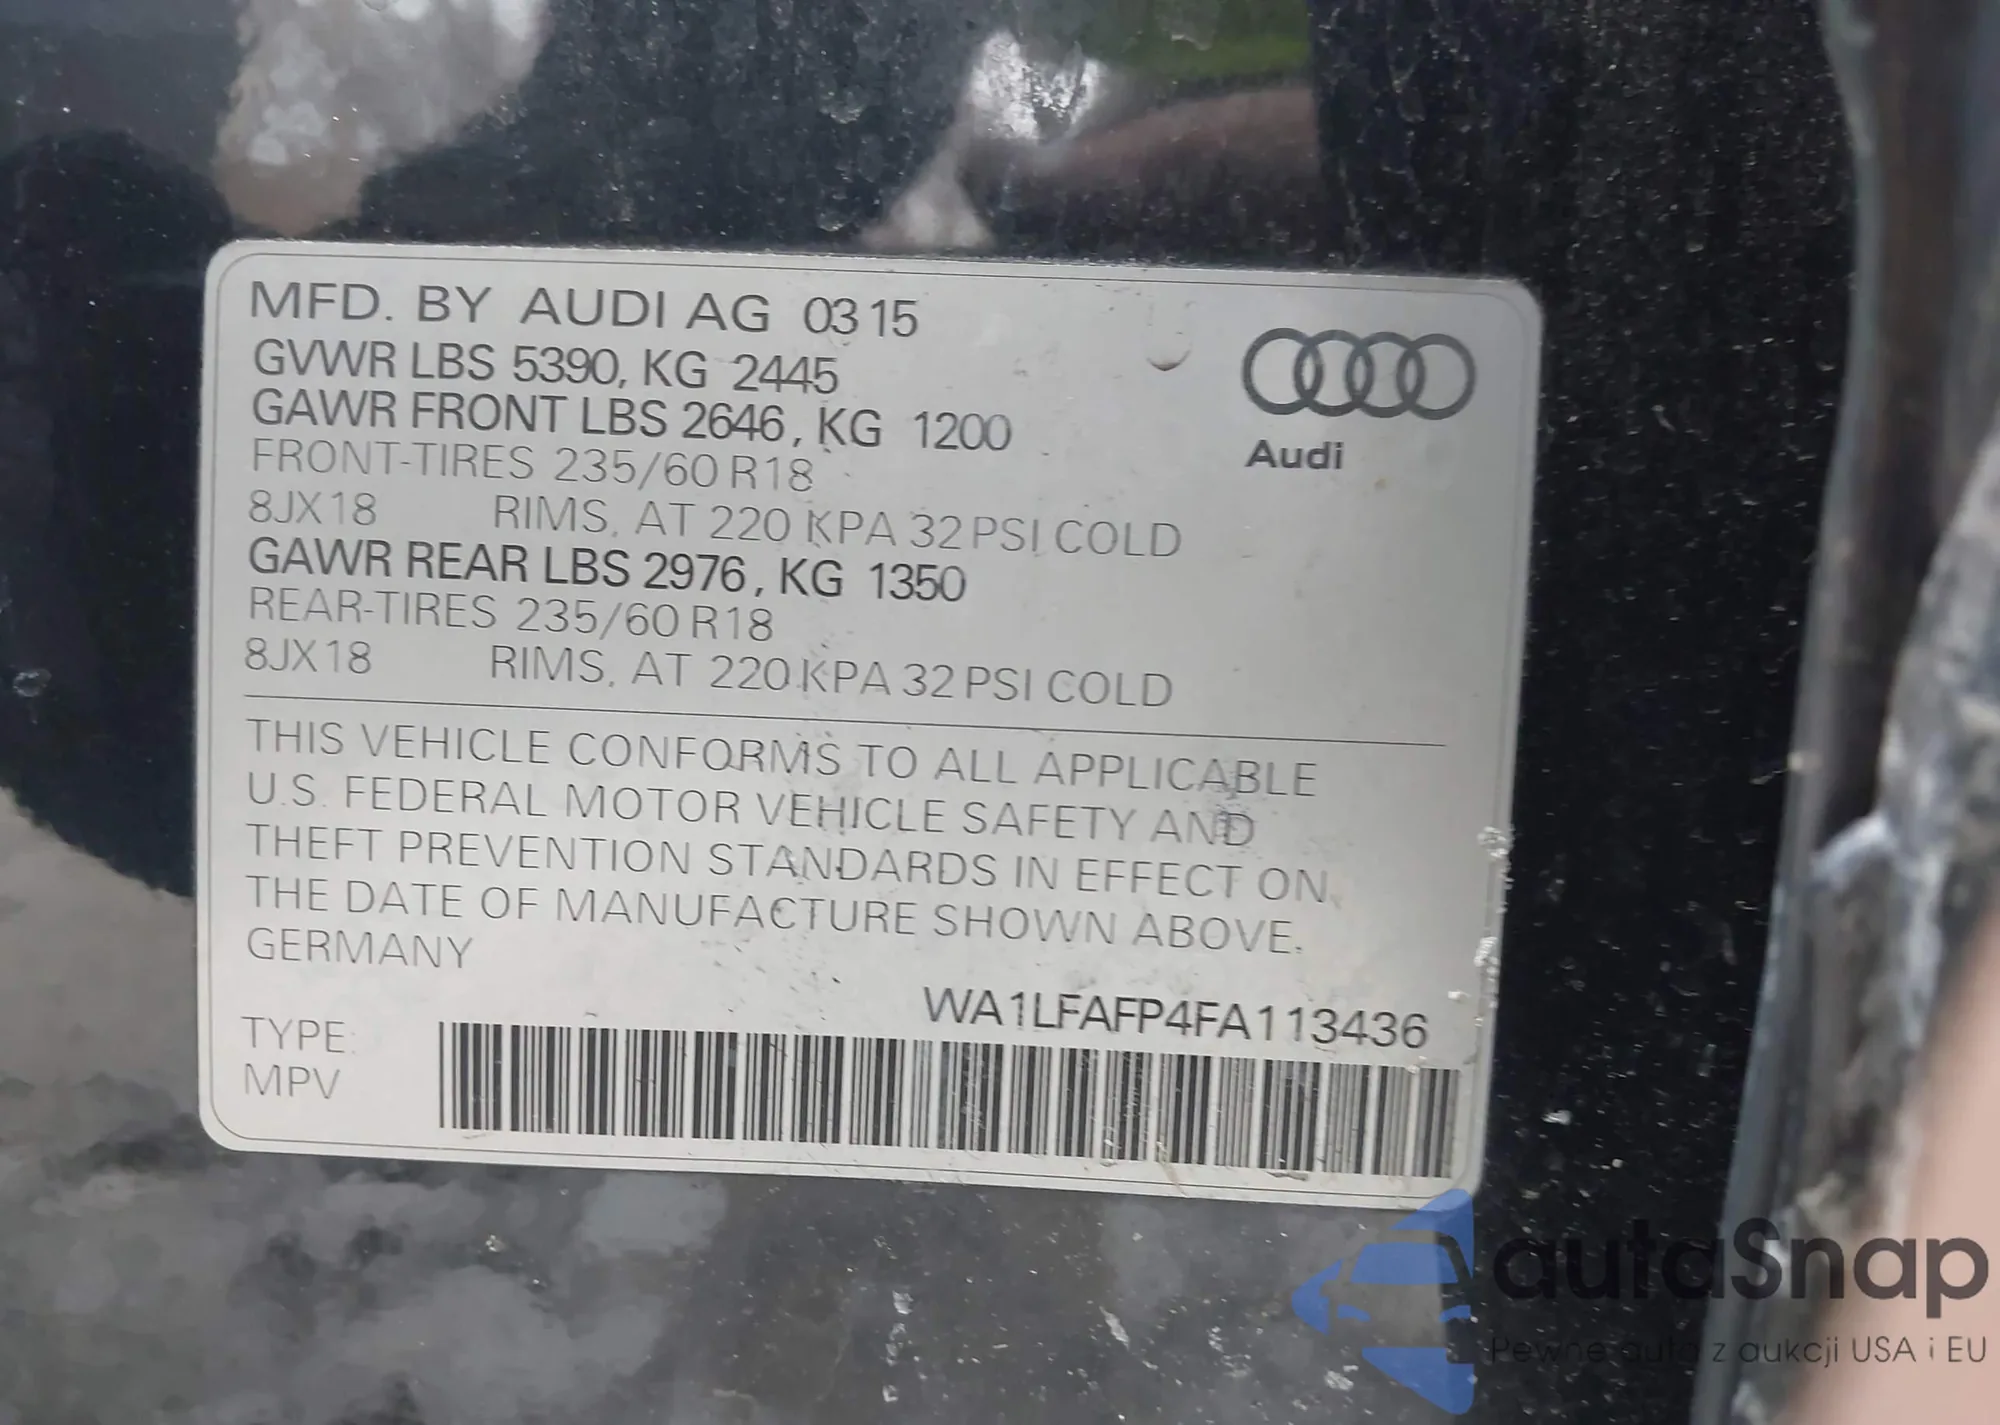 MFD. BY AUDI AG 03 15
GVWR LBS 5390, KG 2445
GAWR FRONT LBS 2646, KG 1200
FRONT-TIRES 235/60 R18
8JX18 RIMS, AT 220 KPA 32 PSI COLD
GAWR REAR LBS 2976, KG 1350
REAR-TIRES 235/60 R18
8JX18 RIMS, AT 220 KPA 32 PSI COLD
Audi
THIS VEHICLE CONFORMS TO ALL APPLICABLE
U.S. FEDERAL MOTOR VEHICLE SAFETY AND
THEFT PREVENTION STANDARDS IN EFFECT ON
THE DATE OF MANUFACTURE SHOWN ABOVE.
GERMANY
WA1LFAFP4FA113436
TYPE:
MPV
autaSnap
Pewne auta z aukcji USA i EU